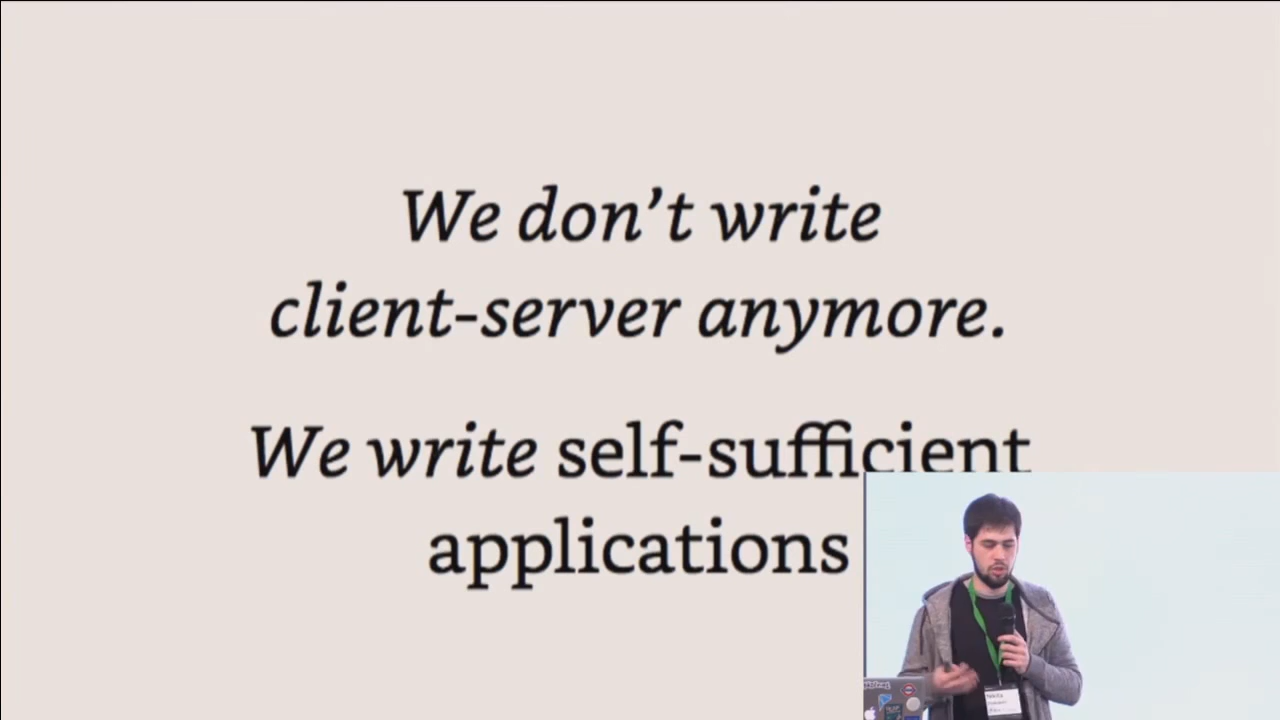 We don’t write
client-server anymore.
We write self-sufficient
applications